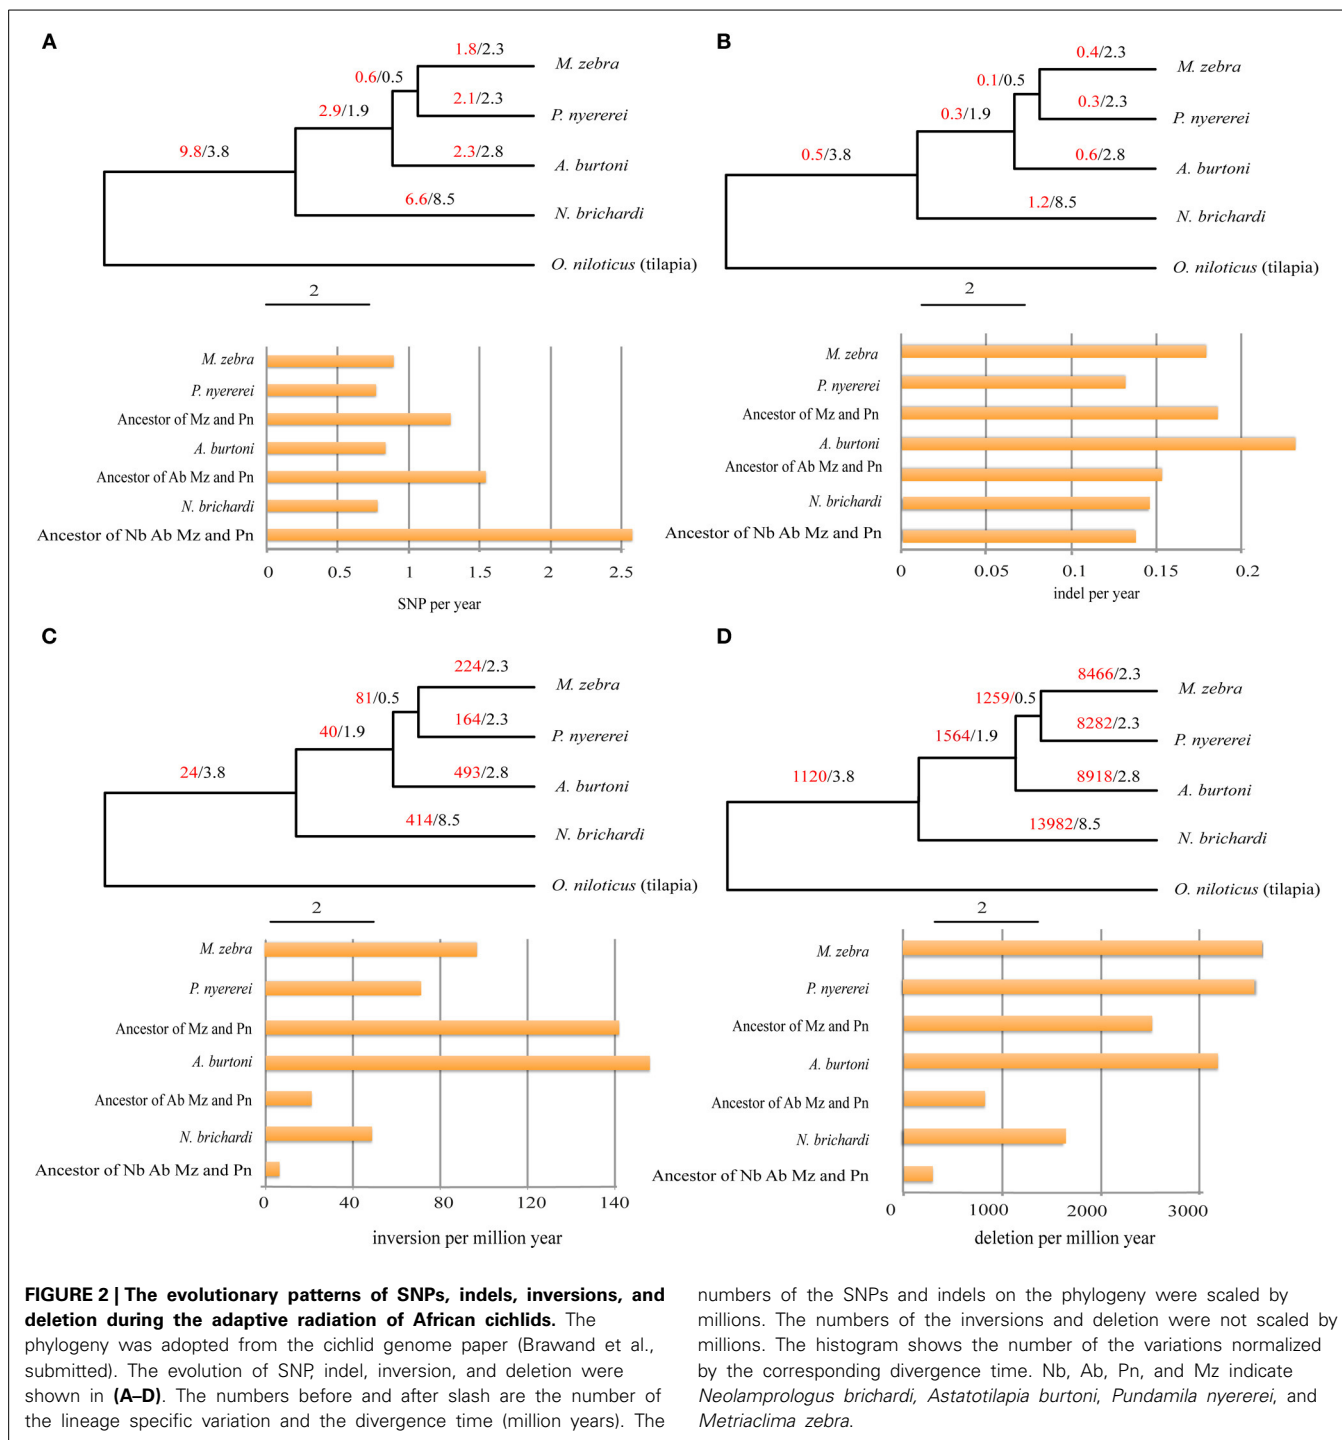 A
1.8/2.3
0.6/0.5
M. zebra
2.9/1.9
2.1/2.3
P. nyererei
9.8/3.8
2.3/2.8
A. burtoni
6.6/8.5
N. brichardi
O. niloticus (tilapia)
2
M. zebra
P. nyererei
Ancestor of Mz and Pn
A. burtoni
Ancestor of Ab Mz and Pn
N. brichardi
Ancestor of Nb Ab Mz and Pn
0 0.5 1 1.5 2 2.5
SNP per year
B
0.4/2.3
0.1/0.5
M. zebra
0.3/1.9
0.3/2.3
P. nyererei
0.5/3.8
0.6/2.8
A. burtoni
1.2/8.5
N. brichardi
O. niloticus (tilapia)
2
M. zebra
P. nyererei
Ancestor of Mz and Pn
A. burtoni
Ancestor of Ab Mz and Pn
N. brichardi
Ancestor of Nb Ab Mz and Pn
0 0.05 0.1 0.15 0.2
indel per year
C
224/2.3
81/0.5
M. zebra
40/1.9
164/2.3
P. nyererei
24/3.8
493/2.8
A. burtoni
414/8.5
N. brichardi
O. niloticus (tilapia)
2
M. zebra
P. nyererei
Ancestor of Mz and Pn
A. burtoni
Ancestor of Ab Mz and Pn
N. brichardi
Ancestor of Nb Ab Mz and Pn
0 40 80 120 140
inversion per million year
D
8466/2.3
1259/0.5
M. zebra
1564/1.9
8282/2.3
P. nyererei
1120/3.8
8918/2.8
A. burtoni
13982/8.5
N. brichardi
O. niloticus (tilapia)
2
M. zebra
P. nyererei
Ancestor of Mz and Pn
A. burtoni
Ancestor of Ab Mz and Pn
N. brichardi
Ancestor of Nb Ab Mz and Pn
0 1000 2000 3000
deletion per million year
FIGURE 2 | The evolutionary patterns of SNPs, indels, inversions, and
deletion during the adaptive radiation of African cichlids. The
phylogeny was adopted from the cichlid genome paper (Brawand et al.,
submitted). The evolution of SNP, indel, inversion, and deletion were
shown in (A–D). The numbers before and after slash are the number of
the lineage specific variation and the divergence time (million years). The
numbers of the SNPs and indels on the phylogeny were scaled by
millions. The numbers of the inversions and deletion were not scaled by
millions. The histogram shows the number of the variations normalized
by the corresponding divergence time. Nb, Ab, Pn, and Mz indicate
Neolamprologus brichardi, Astatotilapia burtoni, Pundamila nyererei, and
Metriaclima zebra.